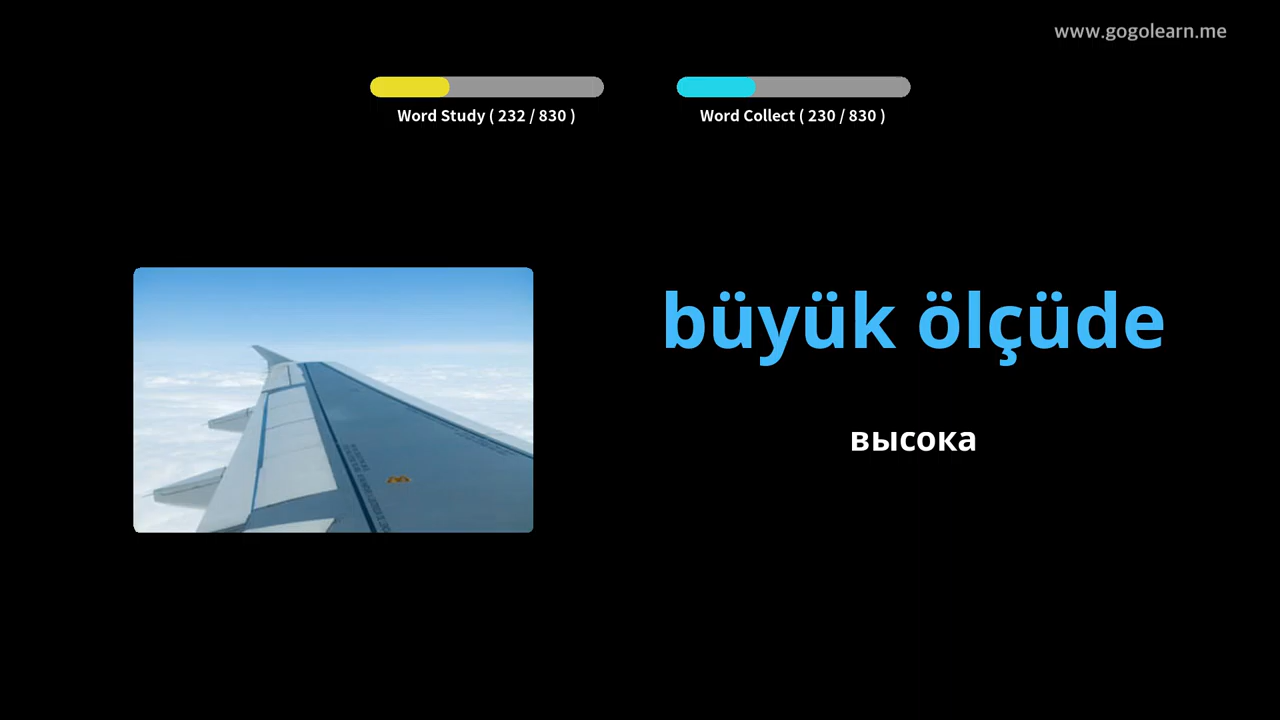 www.gogolearn.me
Word Study ( 232 / 830 )
Word Collect ( 230 / 830 )
büyük ölçüde
высока